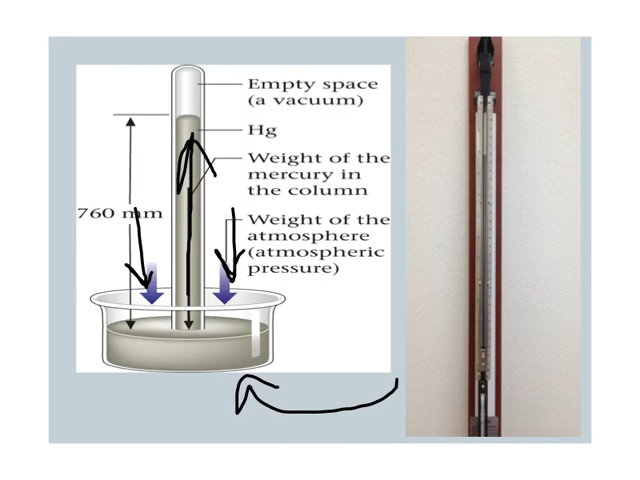 Empty space
(a vacuum)
Hg
Weight of the
mercury in
the column
760 mm
Weight of the
atmosphere
(atmospheric
pressure)